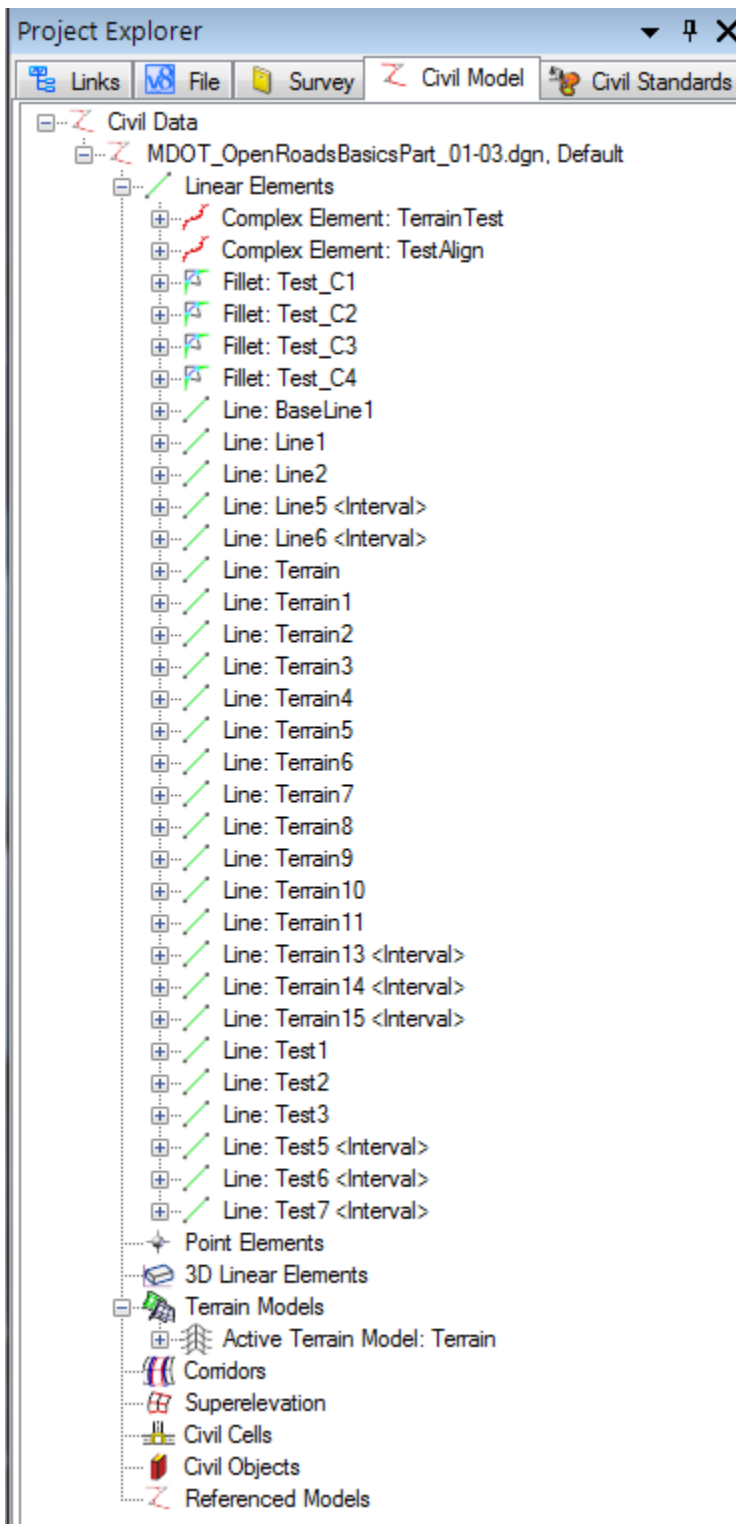 Project Explorer
Links V8 File Survey Civil Model Civil Standards
Civil Data
MDOT_OpenRoadsBasicsPart_01-03.dgn, Default
Linear Elements
Complex Element: TerrainTest
Complex Element: TestAlign
Fillet: Test_C1
Fillet: Test_C2
Fillet: Test_C3
Fillet: Test_C4
Line: BaseLine1
Line: Line1
Line: Line2
Line: Line5 <Interval>
Line: Line6 <Interval>
Line: Terrain
Line: Terrain1
Line: Terrain2
Line: Terrain3
Line: Terrain4
Line: Terrain5
Line: Terrain6
Line: Terrain7
Line: Terrain8
Line: Terrain9
Line: Terrain10
Line: Terrain11
Line: Terrain13 <Interval>
Line: Terrain14 <Interval>
Line: Terrain15 <Interval>
Line: Test1
Line: Test2
Line: Test3
Line: Test5 <Interval>
Line: Test6 <Interval>
Line: Test7 <Interval>
Point Elements
3D Linear Elements
Terrain Models
Active Terrain Model: Terrain
Corridors
Superelevation
Civil Cells
Civil Objects
Referenced Models